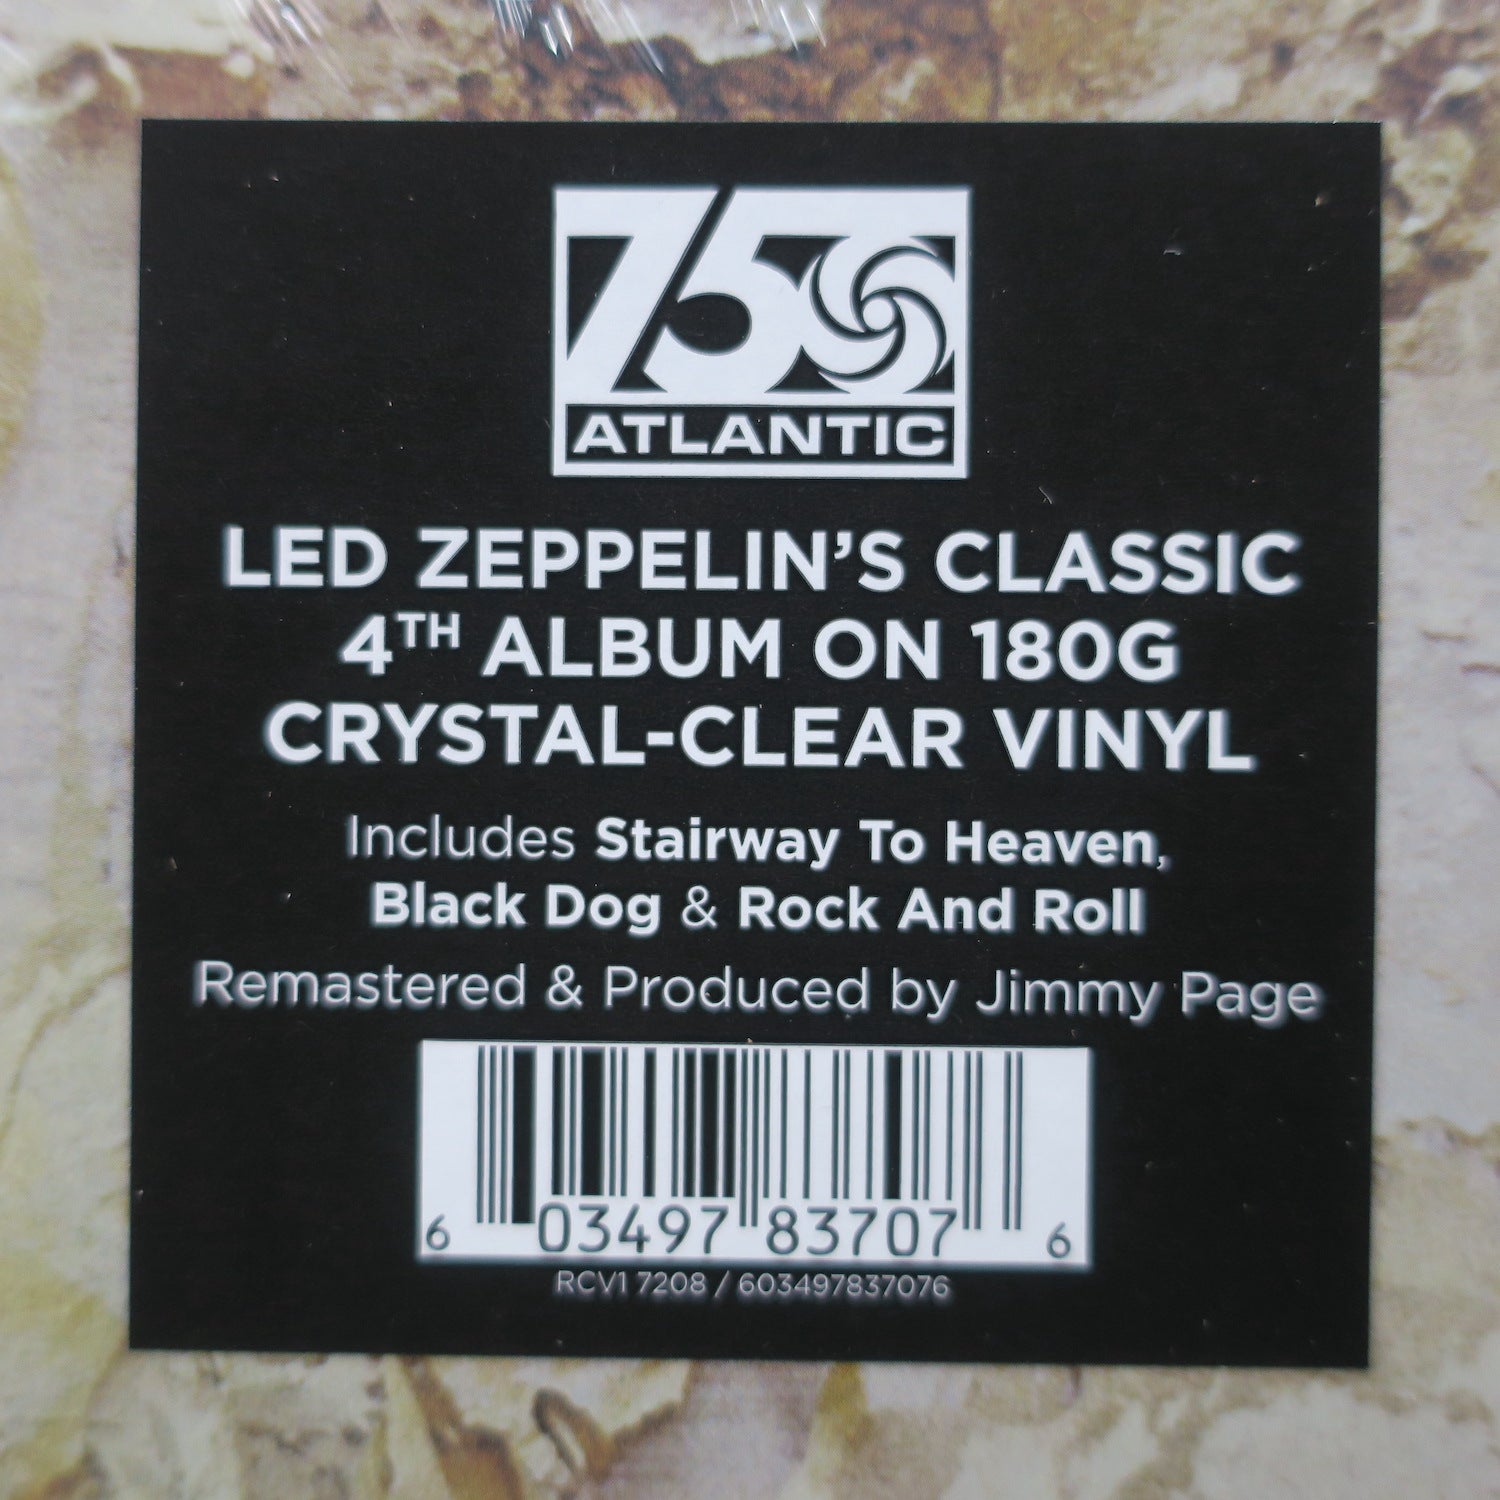 75
ATLANTIC
LED ZEPPELIN'S CLASSIC
4TH ALBUM ON 180G
CRYSTAL-CLEAR VINYL
Includes Stairway To Heaven,
Black Dog & Rock And Roll
Remastered & Produced by Jimmy Page
6 03497 83707 6
RCV1 7208 / 603497837076